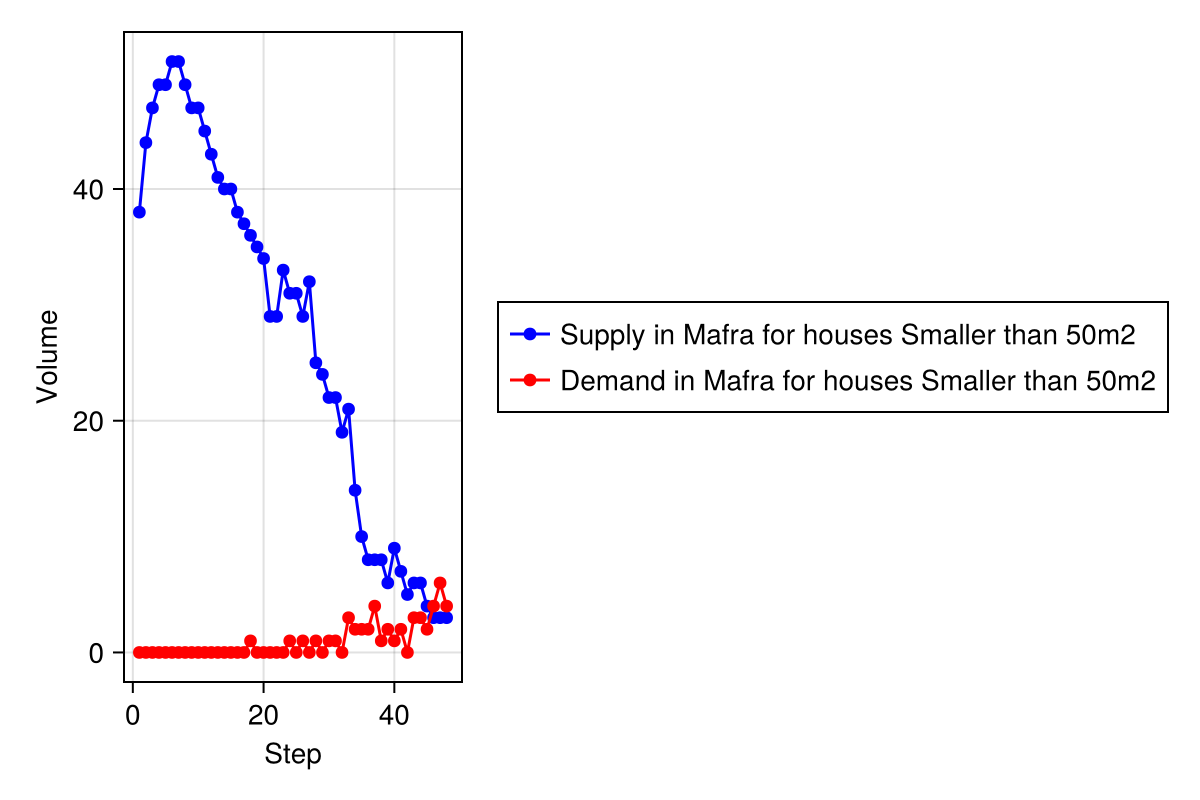 Volume
40
20
0
0 20 40
Step
Supply in Mafra for houses Smaller than 50m2
Demand in Mafra for houses Smaller than 50m2